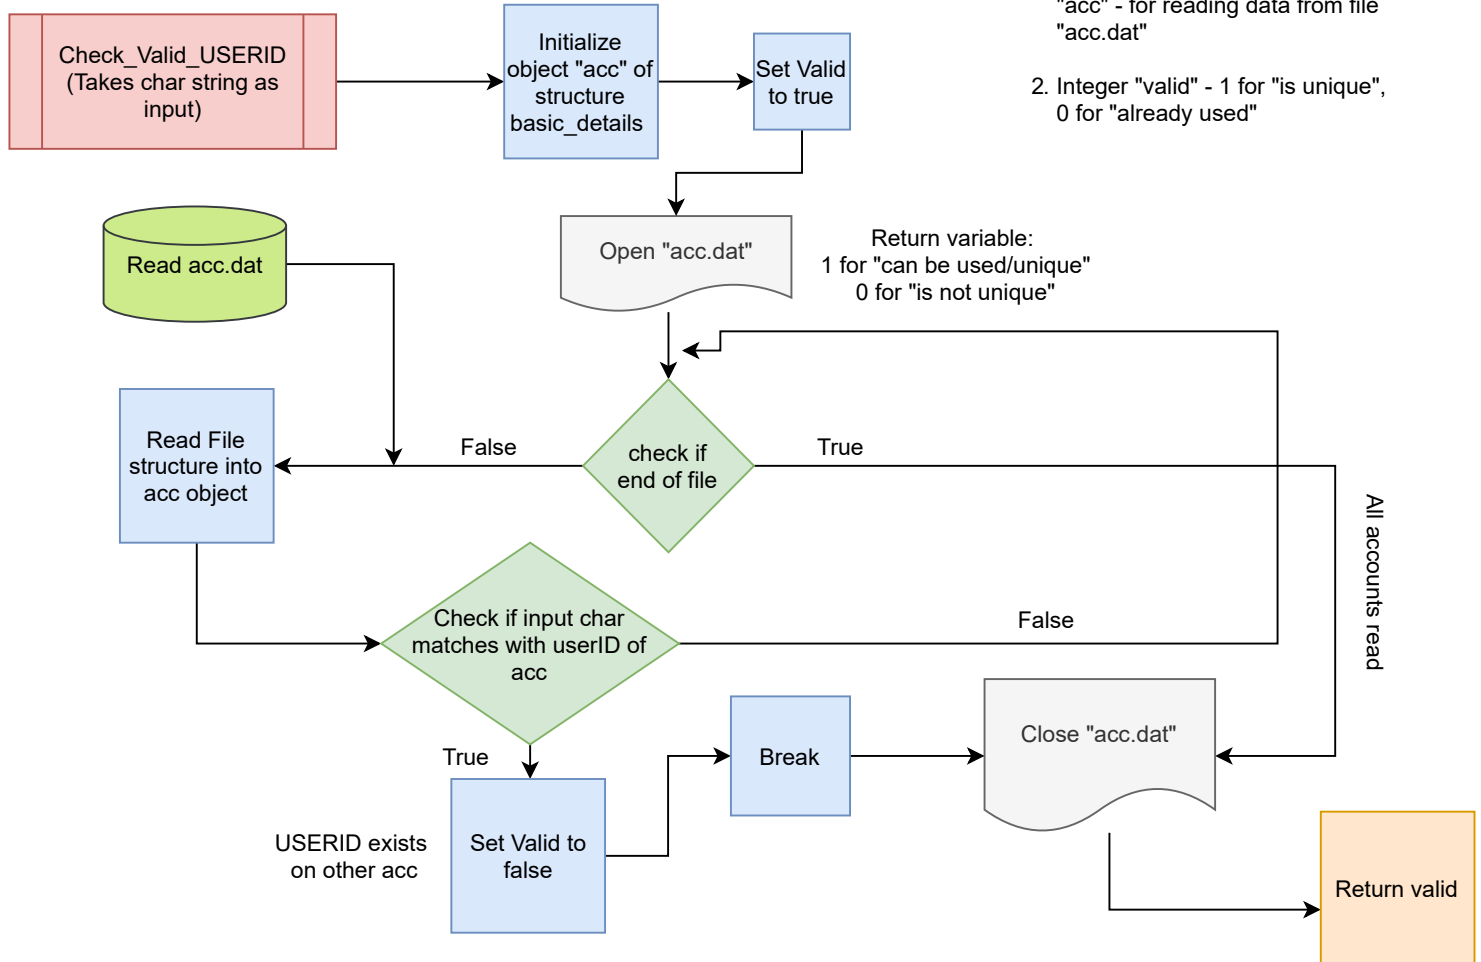 "acc" - for reading data from file
"acc.dat"
2. Integer "valid" - 1 for "is unique",
0 for "already used"
Check_Valid_USERID
(Takes char string as
input)
Initialize
object "acc" of
structure
basic_details
Set Valid
to true
Read acc.dat
Open "acc.dat"
Return variable:
1 for "can be used/unique"
0 for "is not unique"
Read File
structure into
acc object
False
check if
end of file
True
All accounts read
Check if input char
matches with userID of
acc
False
True
USERID exists
on other acc
Set Valid to
false
Break
Close "acc.dat"
Return valid